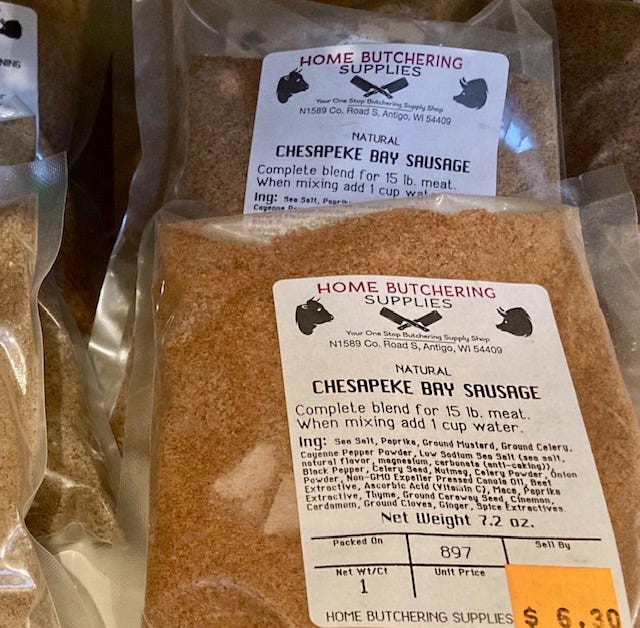 NING
HOME BUTCHERING
SUPPLIES
Your One Stop Butchering Supply Shop
N1589 Co. Road S, Antigo, WI 54409
NATURAL
CHESAPEKE BAY SAUSAGE
Complete blend for 15 lb. meat.
When mixing add 1 cup water
Ing: Sea Salt, Paprik
Cayenne Pepper
HOME BUTCHERING
SUPPLIES
Your One Stop Butchering Supply Shop
N1589 Co. Road S, Antigo, WI 54409
NATURAL
CHESAPEKE BAY SAUSAGE
Complete blend for 15 lb. meat.
When mixing add 1 cup water.
Ing: Sea Salt, Paprika, Ground Mustard, Ground Celery,
Cayenne Pepper Powder, Low Sodium Sea Salt (sea salt,
natural flavor, magnesium, carbonate (anti-caking)),
Black Pepper, Celery Seed, Nutmeg, Celery Powder, Onion
Powder, Non-GMO Expeller Pressed Canola Oil, Beet
Extractive, Ascorbic Acid (Vitamin C), Mace, Paprika
Extractive, Thyme, Ground Caraway Seed, Cinamon,
Cardamom, Ground Cloves, Ginger, Spice Extractives.
Net Weight 7.2 oz.
Packed On 897 Sell By
Net Wt/Ct Unit Price
1
HOME BUTCHERING SUPPLIES
$ 6.30